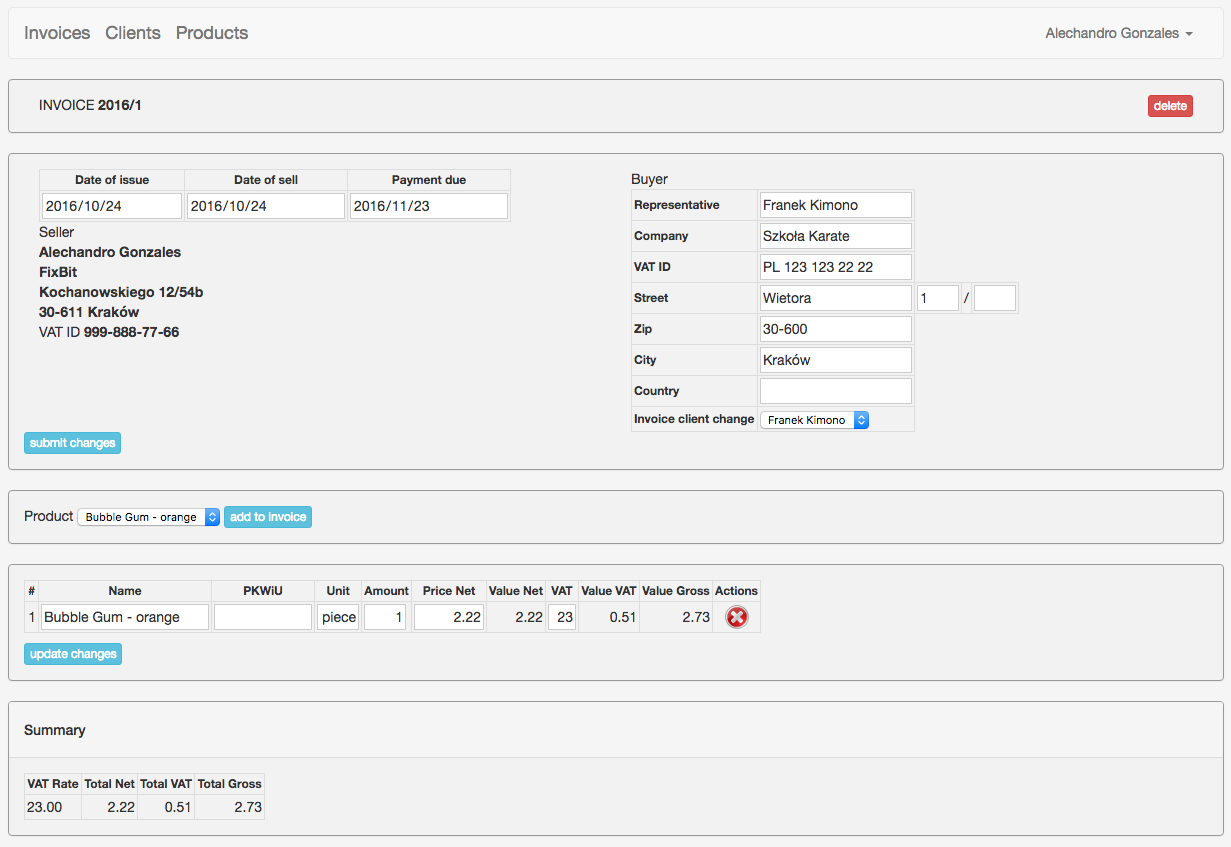 Invoices Clients Products Alechandro Gonzales
INVOICE 2016/1 delete
Date of issue Date of sell Payment due
2016/10/24 2016/10/24 2016/11/23
Seller
Alechandro Gonzales
FixBit
Kochanowskiego 12/54b
30-611 Kraków
VAT ID 999-888-77-66
Buyer
Representative Franek Kimono
Company Szkoła Karate
VAT ID PL 123 123 22 22
Street Wietora 1 /
Zip 30-600
City Kraków
Country
Invoice client change Franek Kimono
submit changes
Product Bubble Gum - orange add to invoice
# Name PKWiU Unit Amount Price Net Value Net VAT Value VAT Value Gross Actions
1 Bubble Gum - orange piece 1 2.22 2.22 23 0.51 2.73
update changes
Summary
VAT Rate Total Net Total VAT Total Gross
23.00 2.22 0.51 2.73